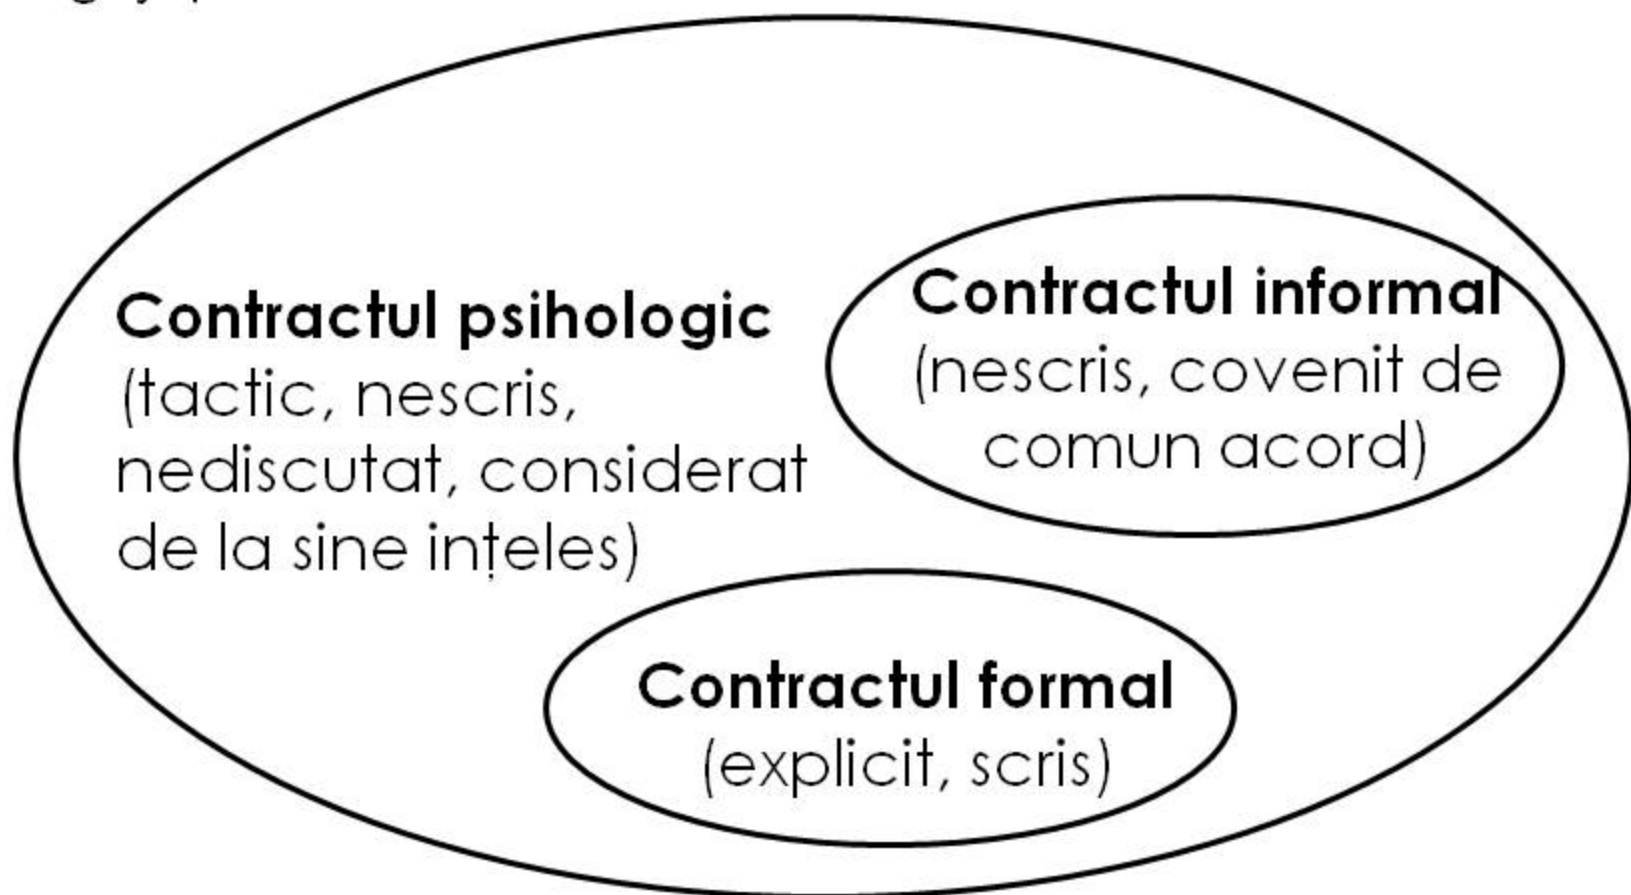 Contractul psihologic
(tactic, nescris,
nediscutat, considerat
de la sine ințeles)
Contractul informal
(nescris, covenit de
comun acord)
Contractul formal
(explicit, scris)